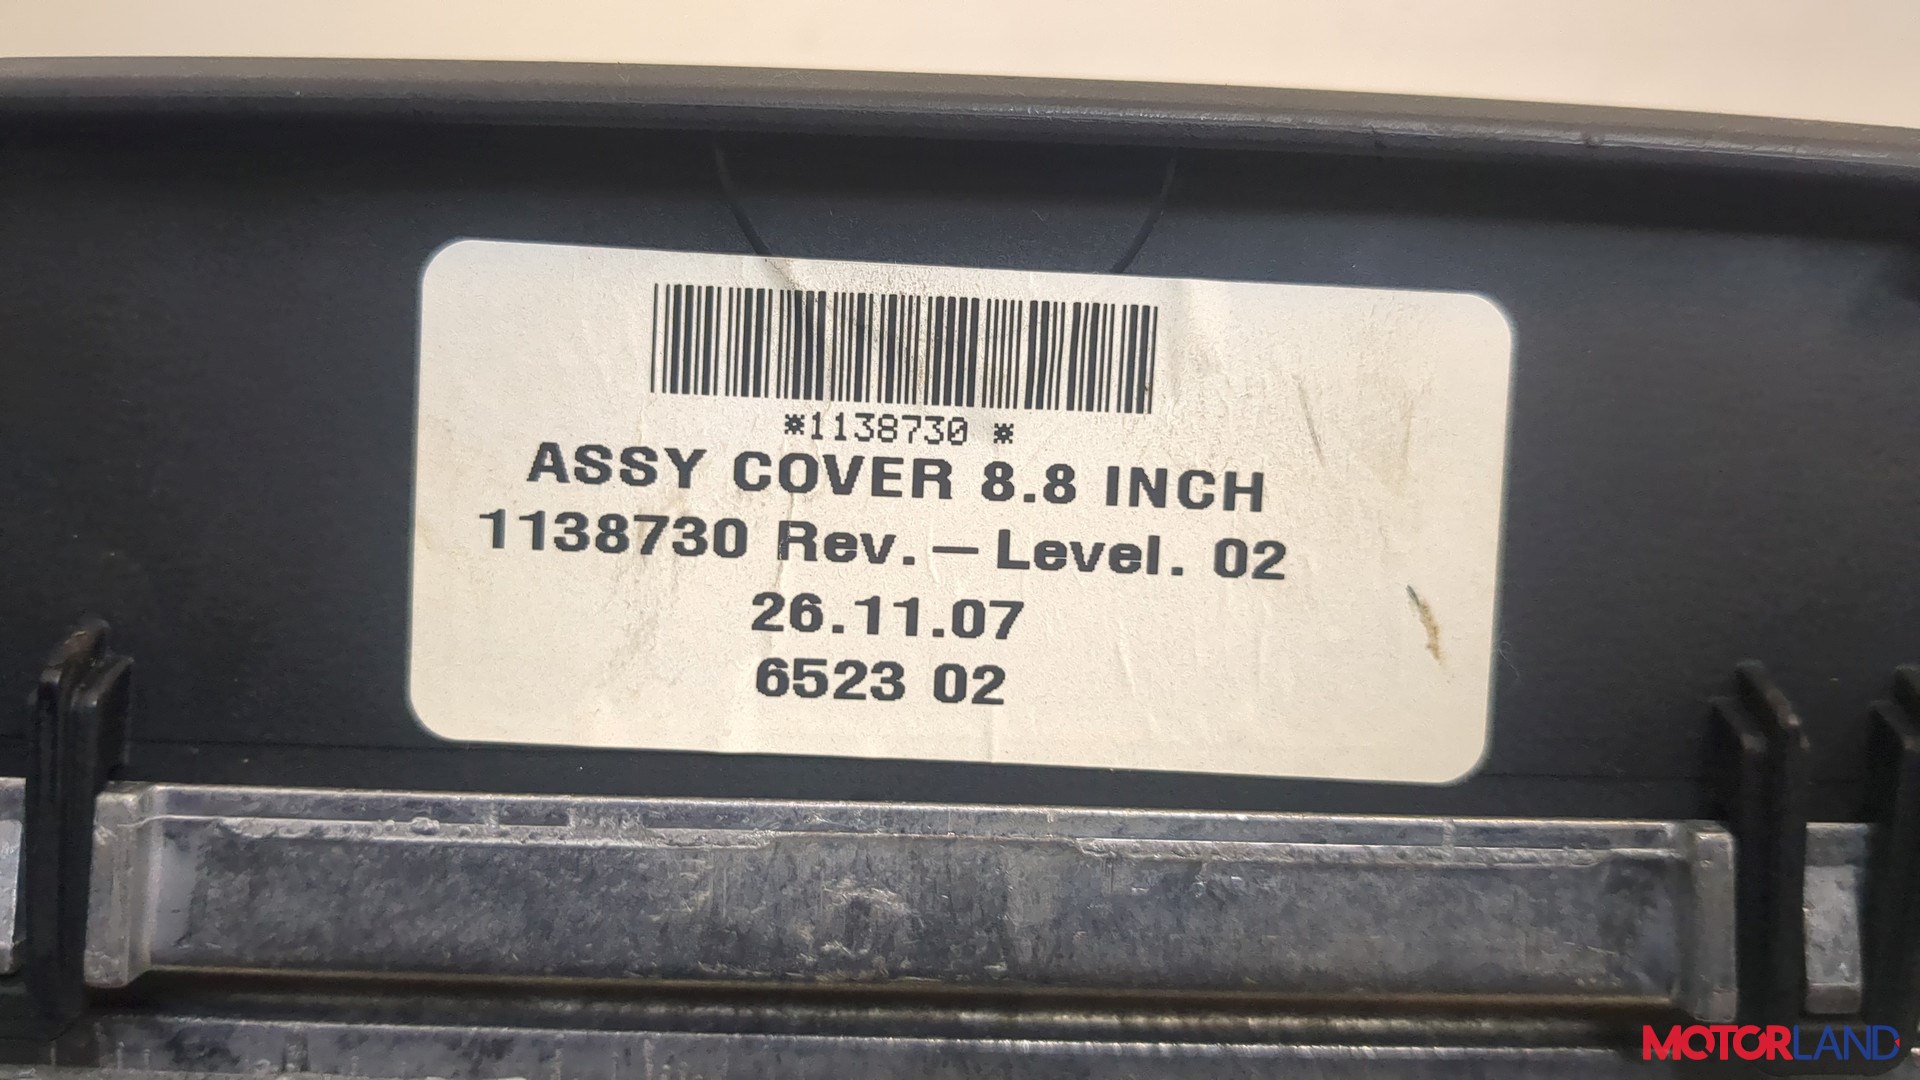 *1138730 *
ASSY COVER 8.8 INCH
1138730 Rev. — Level. 02
26.11.07
6523 02
MOTORLAND